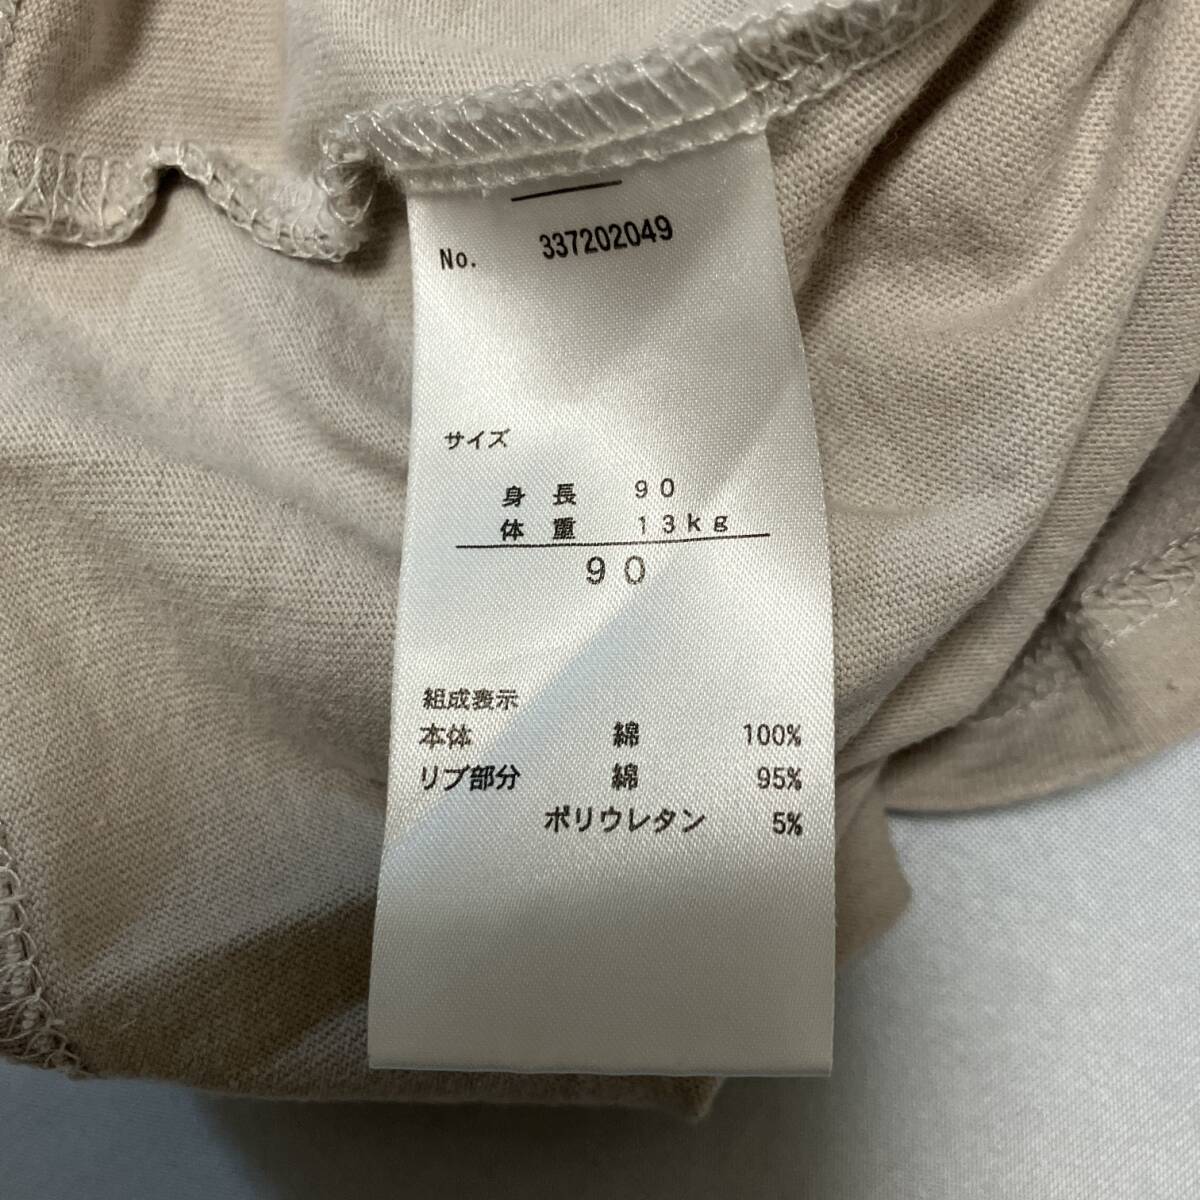 No. 337202049
サイズ
身長 90
体重 13kg
90
組成表示
本体 綿 100%
リブ部分 綿 95%
ポリウレタン 5%